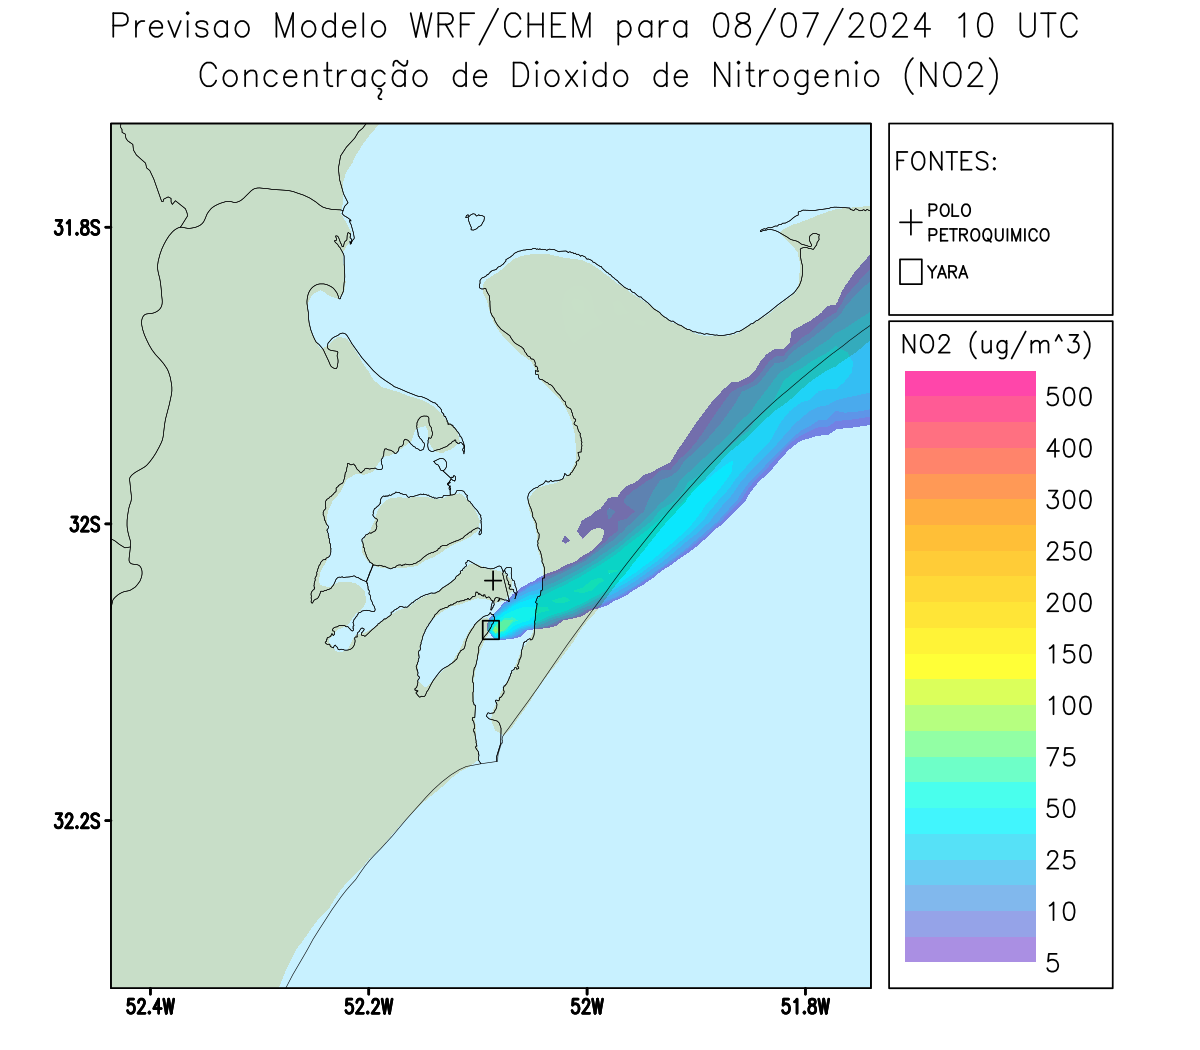 Previsao Modelo WRF/CHEM para 08/07/2024 10 UTC
Concentração de Dioxido de Nitrogenio (NO2)
FONTES:
POLO
PETROQUIMICO
YARA
NO2 (ug/m^3)
500
400
300
250
200
150
100
75
50
25
10
5
31.8S
32S
32.2S
52.4W
52.2W
52W
51.8W